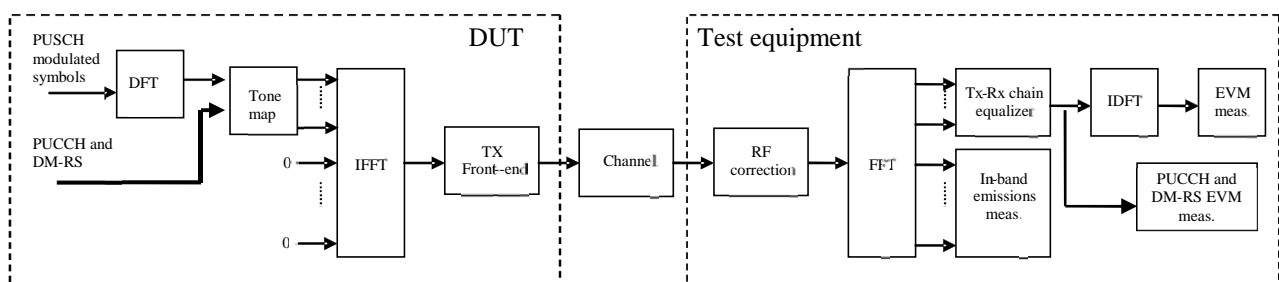 DUT
Test equipment
PUSCH
modulated
symbols
DFT
Tone
map
PUCCH and
DM-RS
0
0
IFFT
TX
Front-end
Channel
RF
correction
FFT
Tx-Rx chain
equalizer
IDFT
EVM
meas.
In-band
emissions
meas.
PUCCH and
DM-RS EVM
meas.